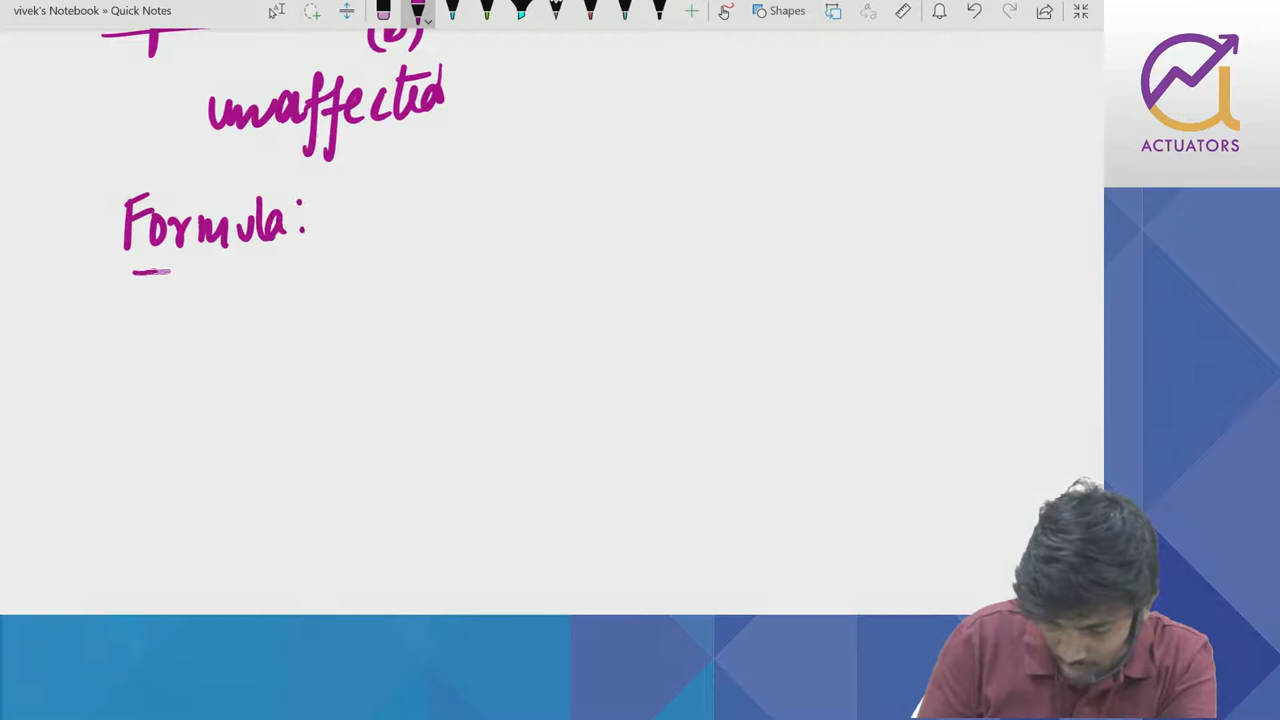 vivek's Notebook » Quick Notes
Shapes
unaffected
Formula:
ACTUATORS